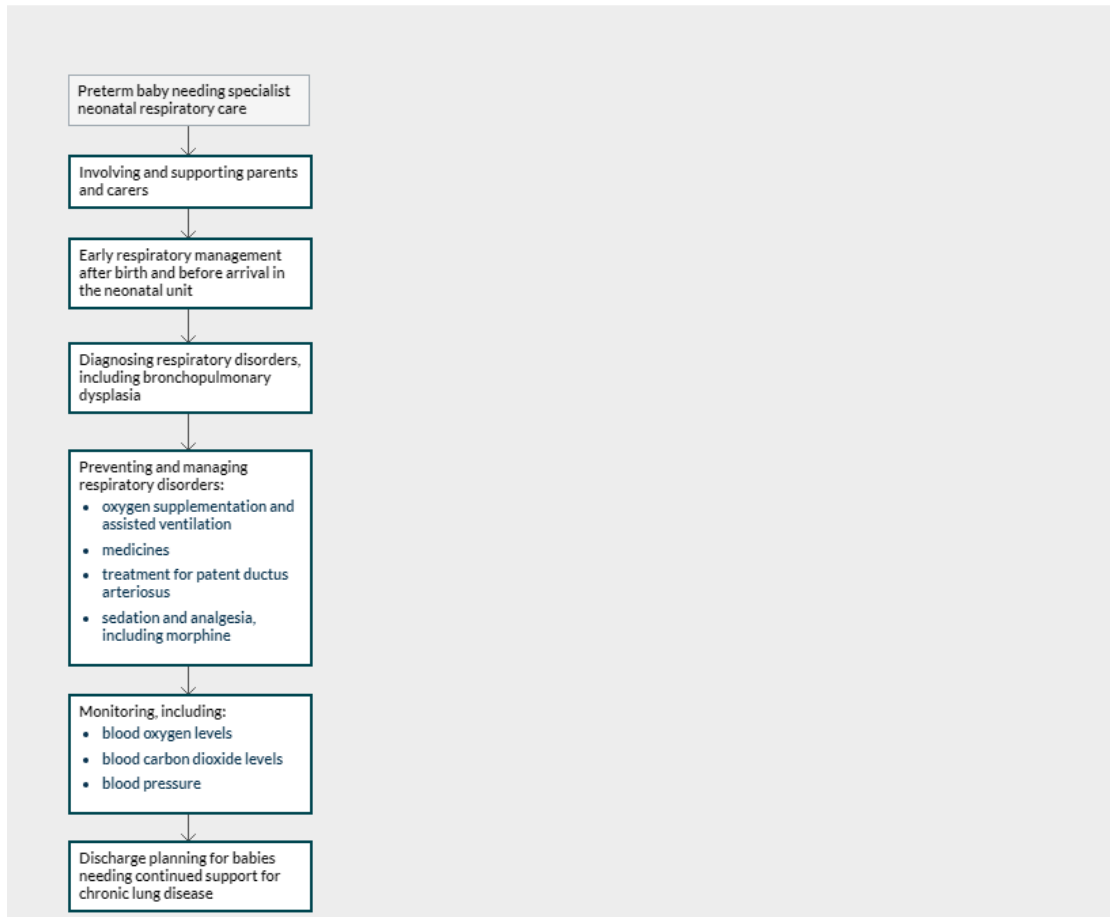 Preterm baby needing specialist
neonatal respiratory care
Involving and supporting parents
and carers
Early respiratory management
after birth and before arrival in
the neonatal unit
Diagnosing respiratory disorders,
including bronchopulmonary
dysplasia
Preventing and managing
respiratory disorders:
• oxygen supplementation and
assisted ventilation
• medicines
• treatment for patent ductus
arteriosus
• sedation and analgesia,
including morphine
Monitoring, including:
• blood oxygen levels
• blood carbon dioxide levels
• blood pressure
Discharge planning for babies
needing continued support for
chronic lung disease